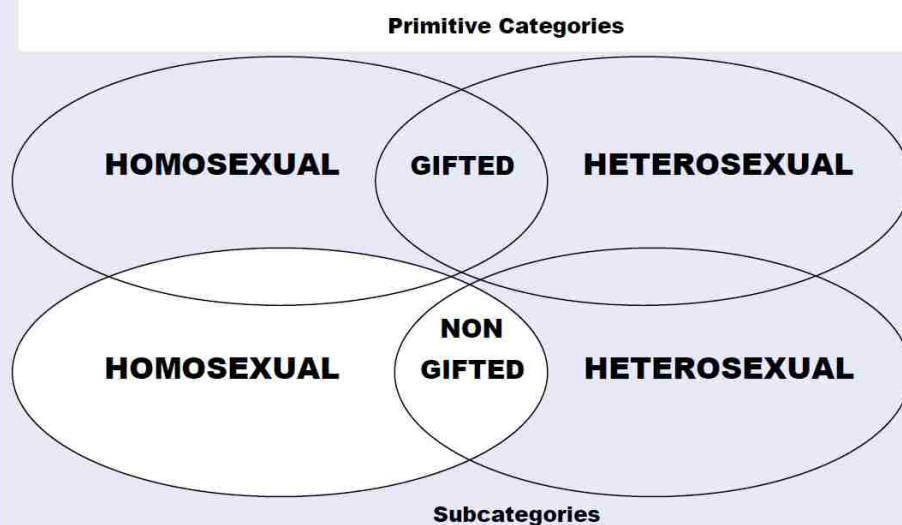 Primitive Categories
HOMOSEXUAL
GIFTED
HETEROSEXUAL
HOMOSEXUAL
NON
GIFTED
HETEROSEXUAL
Subcategories